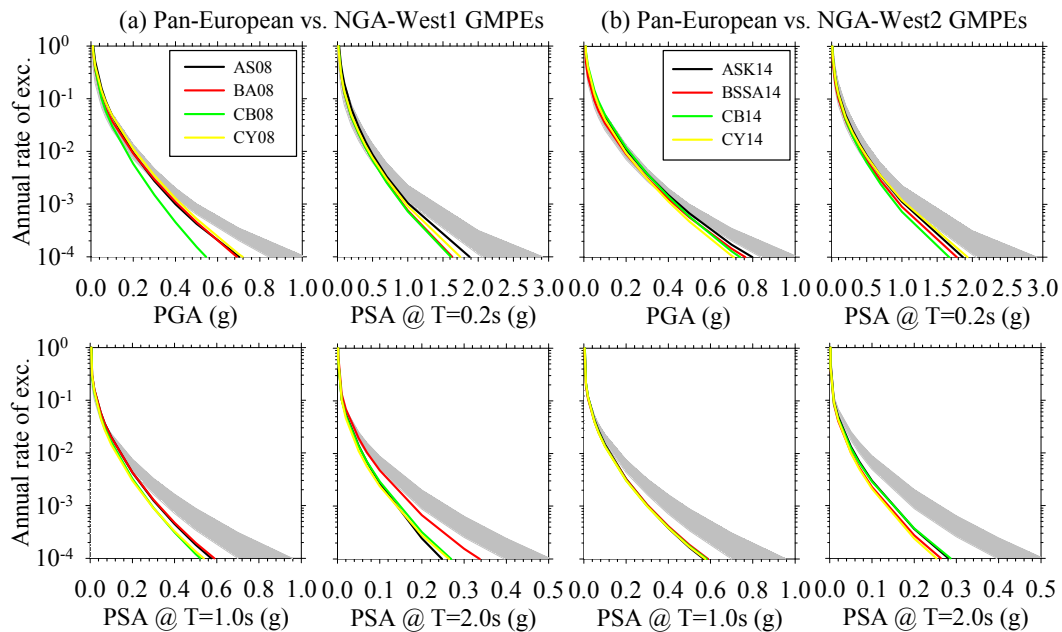 (a) Pan-European vs. NGA-West1 GMPEs
(b) Pan-European vs. NGA-West2 GMPEs
Annual rate of exc.
10^0
10^-1
10^-2
10^-3
10^-4
AS08
BA08
CB08
CY08
ASK14
BSSA14
CB14
CY14
0.0 0.2 0.4 0.6 0.8 1.0
0.5 1.0 1.5 2.0 2.5 3.0
0.0 0.2 0.4 0.6 0.8 1.0
0.5 1.0 1.5 2.0 2.5 3.0
PGA (g)
PSA @ T=0.2s (g)
PGA (g)
PSA @ T=0.2s (g)
Annual rate of exc.
10^0
10^-1
10^-2
10^-3
10^-4
0.0 0.2 0.4 0.6 0.8 1.0
0.0 0.1 0.2 0.3 0.4 0.5
0.0 0.2 0.4 0.6 0.8 1.0
0.0 0.1 0.2 0.3 0.4 0.5
PSA @ T=1.0s (g)
PSA @ T=2.0s (g)
PSA @ T=1.0s (g)
PSA @ T=2.0s (g)